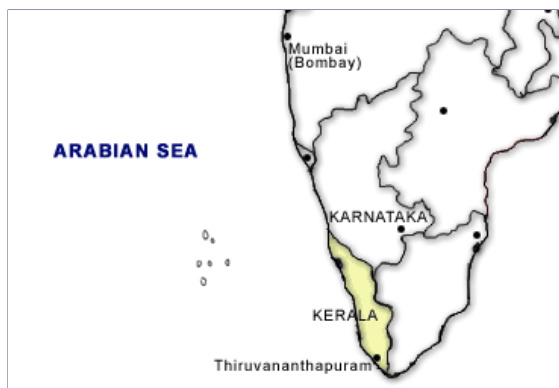 Mumbai
(Bombay)
ARABIAN SEA
KARNATAKA
KERALA
Thiruvananthapuram